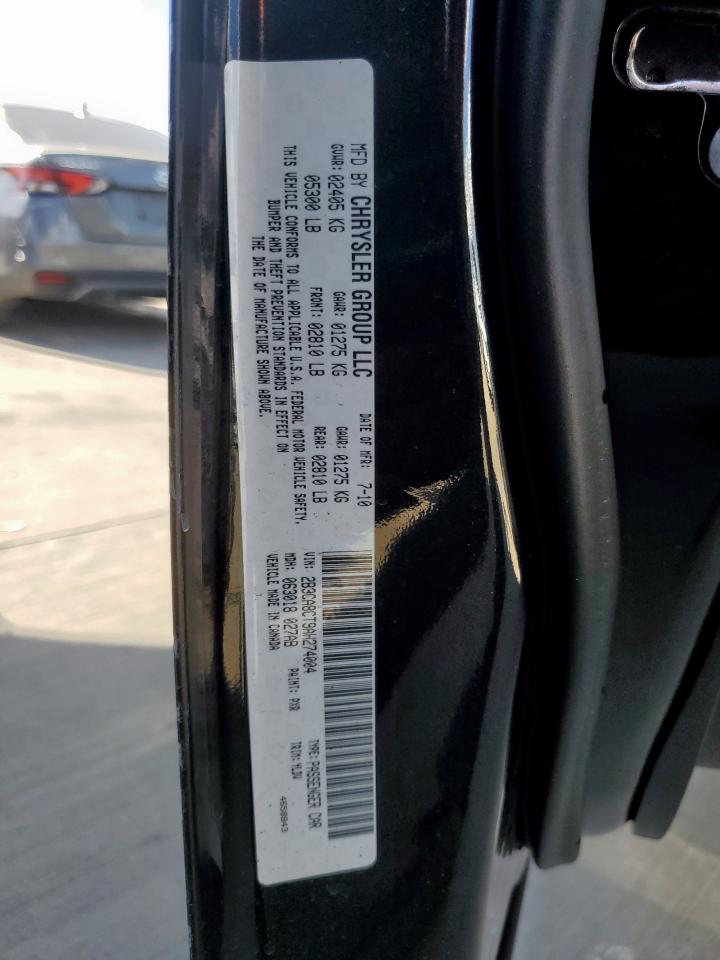 MFD BY CHRYSLER GROUP LLC DATE OF MFR: 7-10
GVWR: 02405 KG GAWR: 01275 KG GAWR: 01275 KG
05300 LB FRONT: 02810 LB REAR: 02810 LB
THIS VEHICLE CONFORMS TO ALL APPLICABLE U.S.A. FEDERAL MOTOR VEHICLE SAFETY,
BUMPER AND THEFT PREVENTION STANDARDS IN EFFECT ON
THE DATE OF MANUFACTURE SHOWN ABOVE.
VIN: 2B3CA8CT9AH274004 TYPE: PASSENGER CAR
MDH: 063018 027AB PAINT: PXR TRIM: MLDV
VEHICLE MADE IN CANADA 4658843